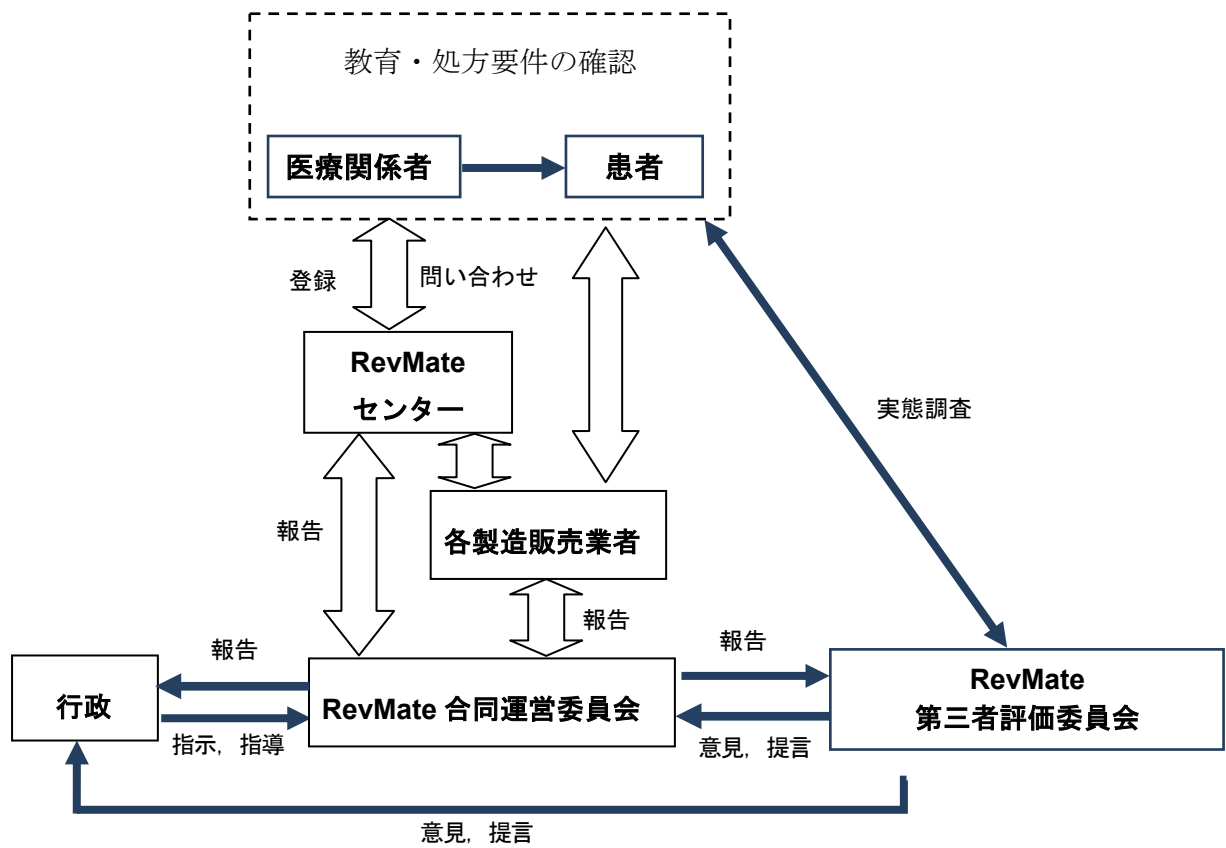 教育・処方要件の確認
医療関係者
患者
登録
問い合わせ
RevMate
センター
実態調査
報告
各製造販売業者
報告
報告
報告
行政
RevMate 合同運営委員会
RevMate
第三者評価委員会
指示，指導
意見，提言
意見，提言